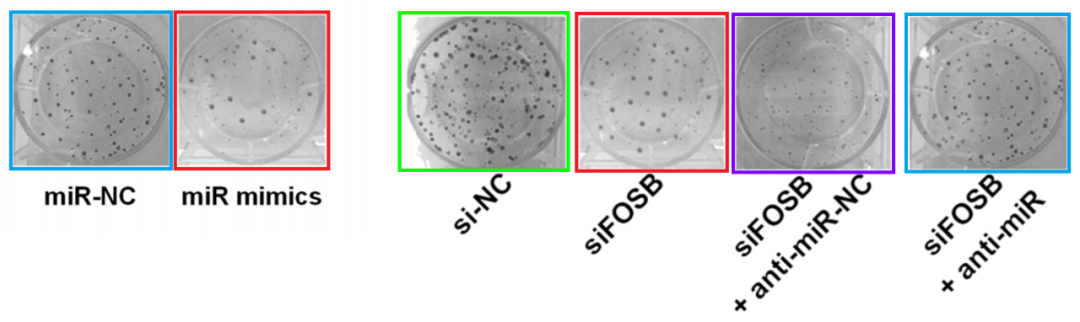 miR-NC
miR mimics
si-NC
siFOSB
siFOSB
+ anti-miR-NC
siFOSB
+ anti-miR